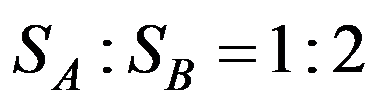 S_A : S_B = 1 : 2